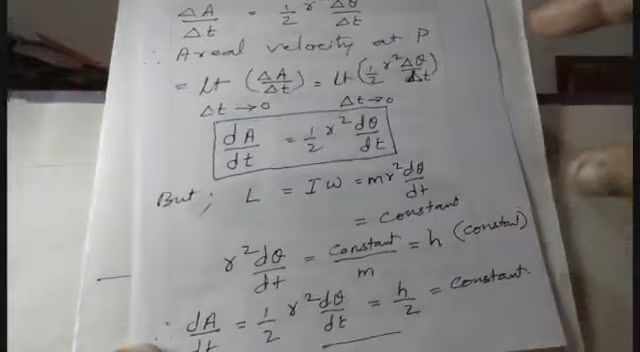 ΔA/Δt = 1/2 r² Δθ/Δt
∴ Areal velocity at P
= Lt (ΔA/Δt) = Lt (1/2 r² Δθ/Δt)
Δt → 0 Δt → 0
dA/dt = 1/2 r² dθ/dt
But; L = Iω = mr² dθ/dt
= constant
r² dθ/dt = constant/m = h (constan)
∴ dA/dt = 1/2 r² dθ/dt = h/2 = constant.